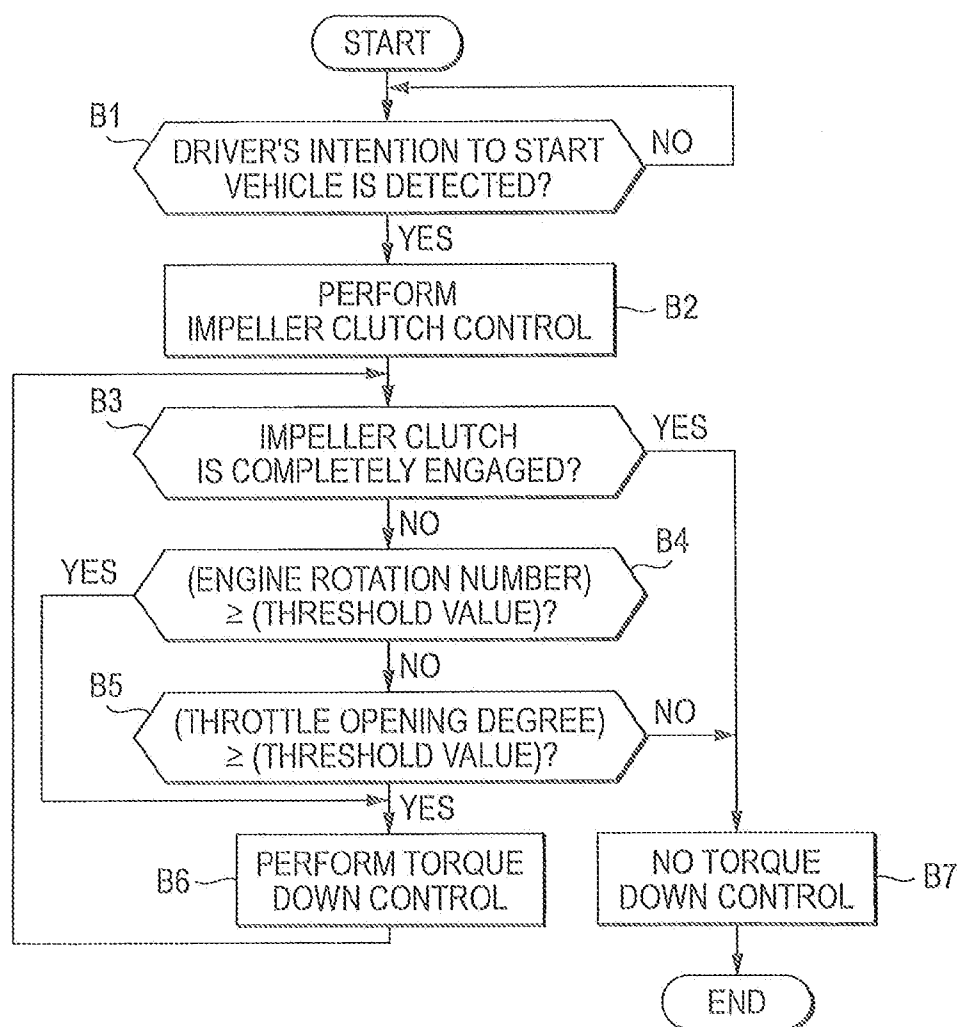 START
B1
DRIVER'S INTENTION TO START
VEHICLE IS DETECTED?
NO
YES
PERFORM
IMPELLER CLUTCH CONTROL
B2
B3
IMPELLER CLUTCH
IS COMPLETELY ENGAGED?
YES
NO
B4
YES
(ENGINE ROTATION NUMBER)
≥ (THRESHOLD VALUE)?
NO
B5
(THROTTLE OPENING DEGREE)
≥ (THRESHOLD VALUE)?
NO
YES
B6
PERFORM TORQUE
DOWN CONTROL
NO TORQUE
DOWN CONTROL
B7
END